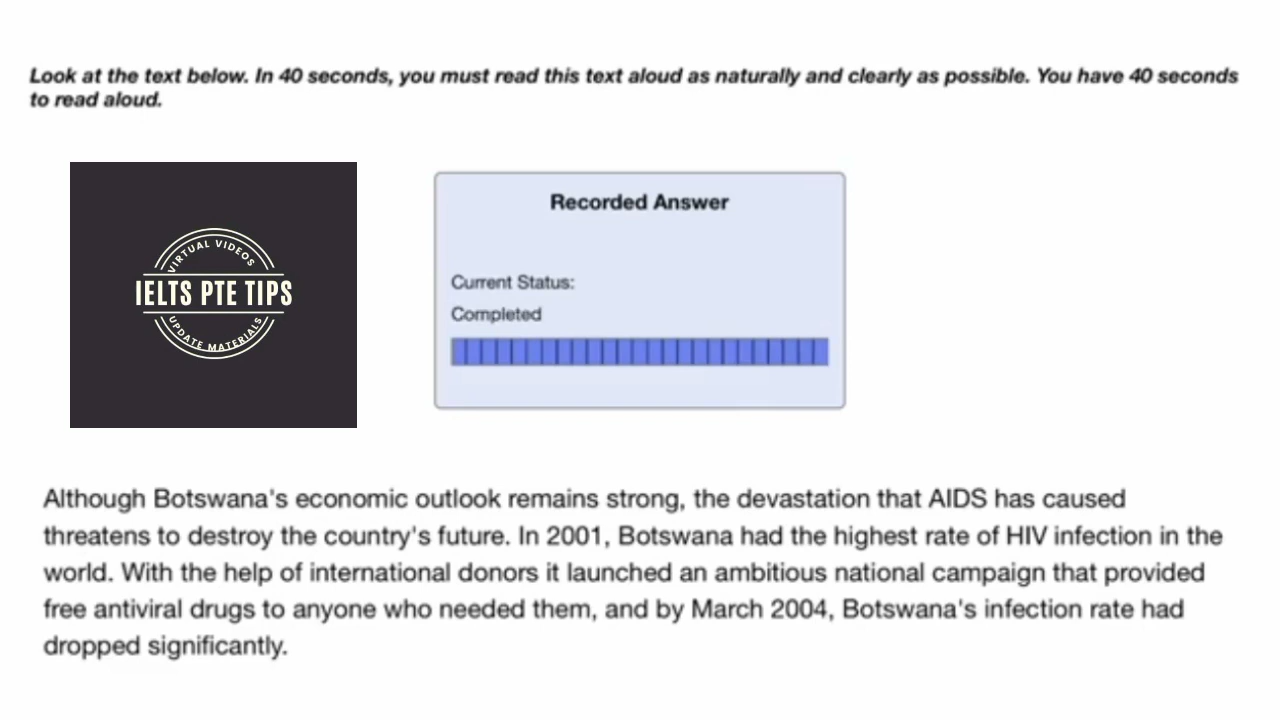 Look at the text below. In 40 seconds, you must read this text aloud as naturally and clearly as possible. You have 40 seconds
to read aloud.
VIRTUAL VIDEOS
IELTS PTE TIPS
UPDATE MATERIALS
Recorded Answer
Current Status:
Completed
Although Botswana's economic outlook remains strong, the devastation that AIDS has caused
threatens to destroy the country's future. In 2001, Botswana had the highest rate of HIV infection in the
world. With the help of international donors it launched an ambitious national campaign that provided
free antiviral drugs to anyone who needed them, and by March 2004, Botswana's infection rate had
dropped significantly.